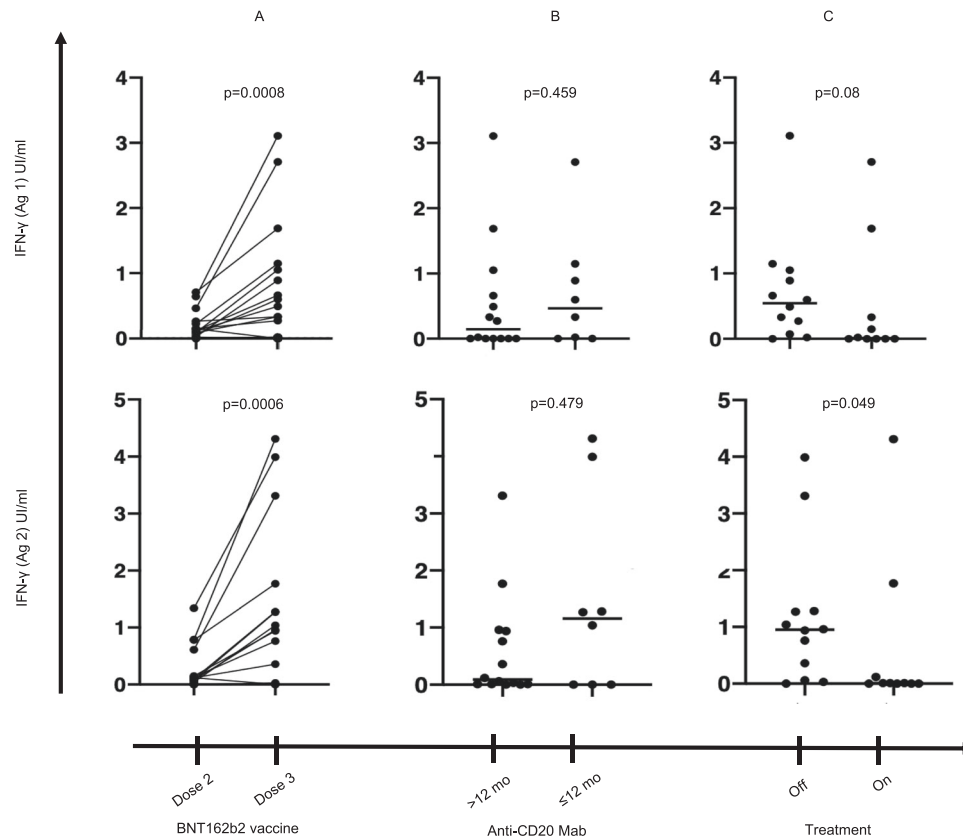 A B C
IFN-γ (Ag 1) UI/ml
4 p=0.0008
3
2
1
0
4 p=0.459
3
2
1
0
4 p=0.08
3
2
1
0
IFN-γ (Ag 2) UI/ml
5 p=0.0006
4
3
2
1
0
5 p=0.479
3
2
1
0
5 p=0.049
4
3
2
1
0
Dose 2 Dose 3 >12 mo ≤12 mo Off On
BNT162b2 vaccine Anti-CD20 Mab Treatment